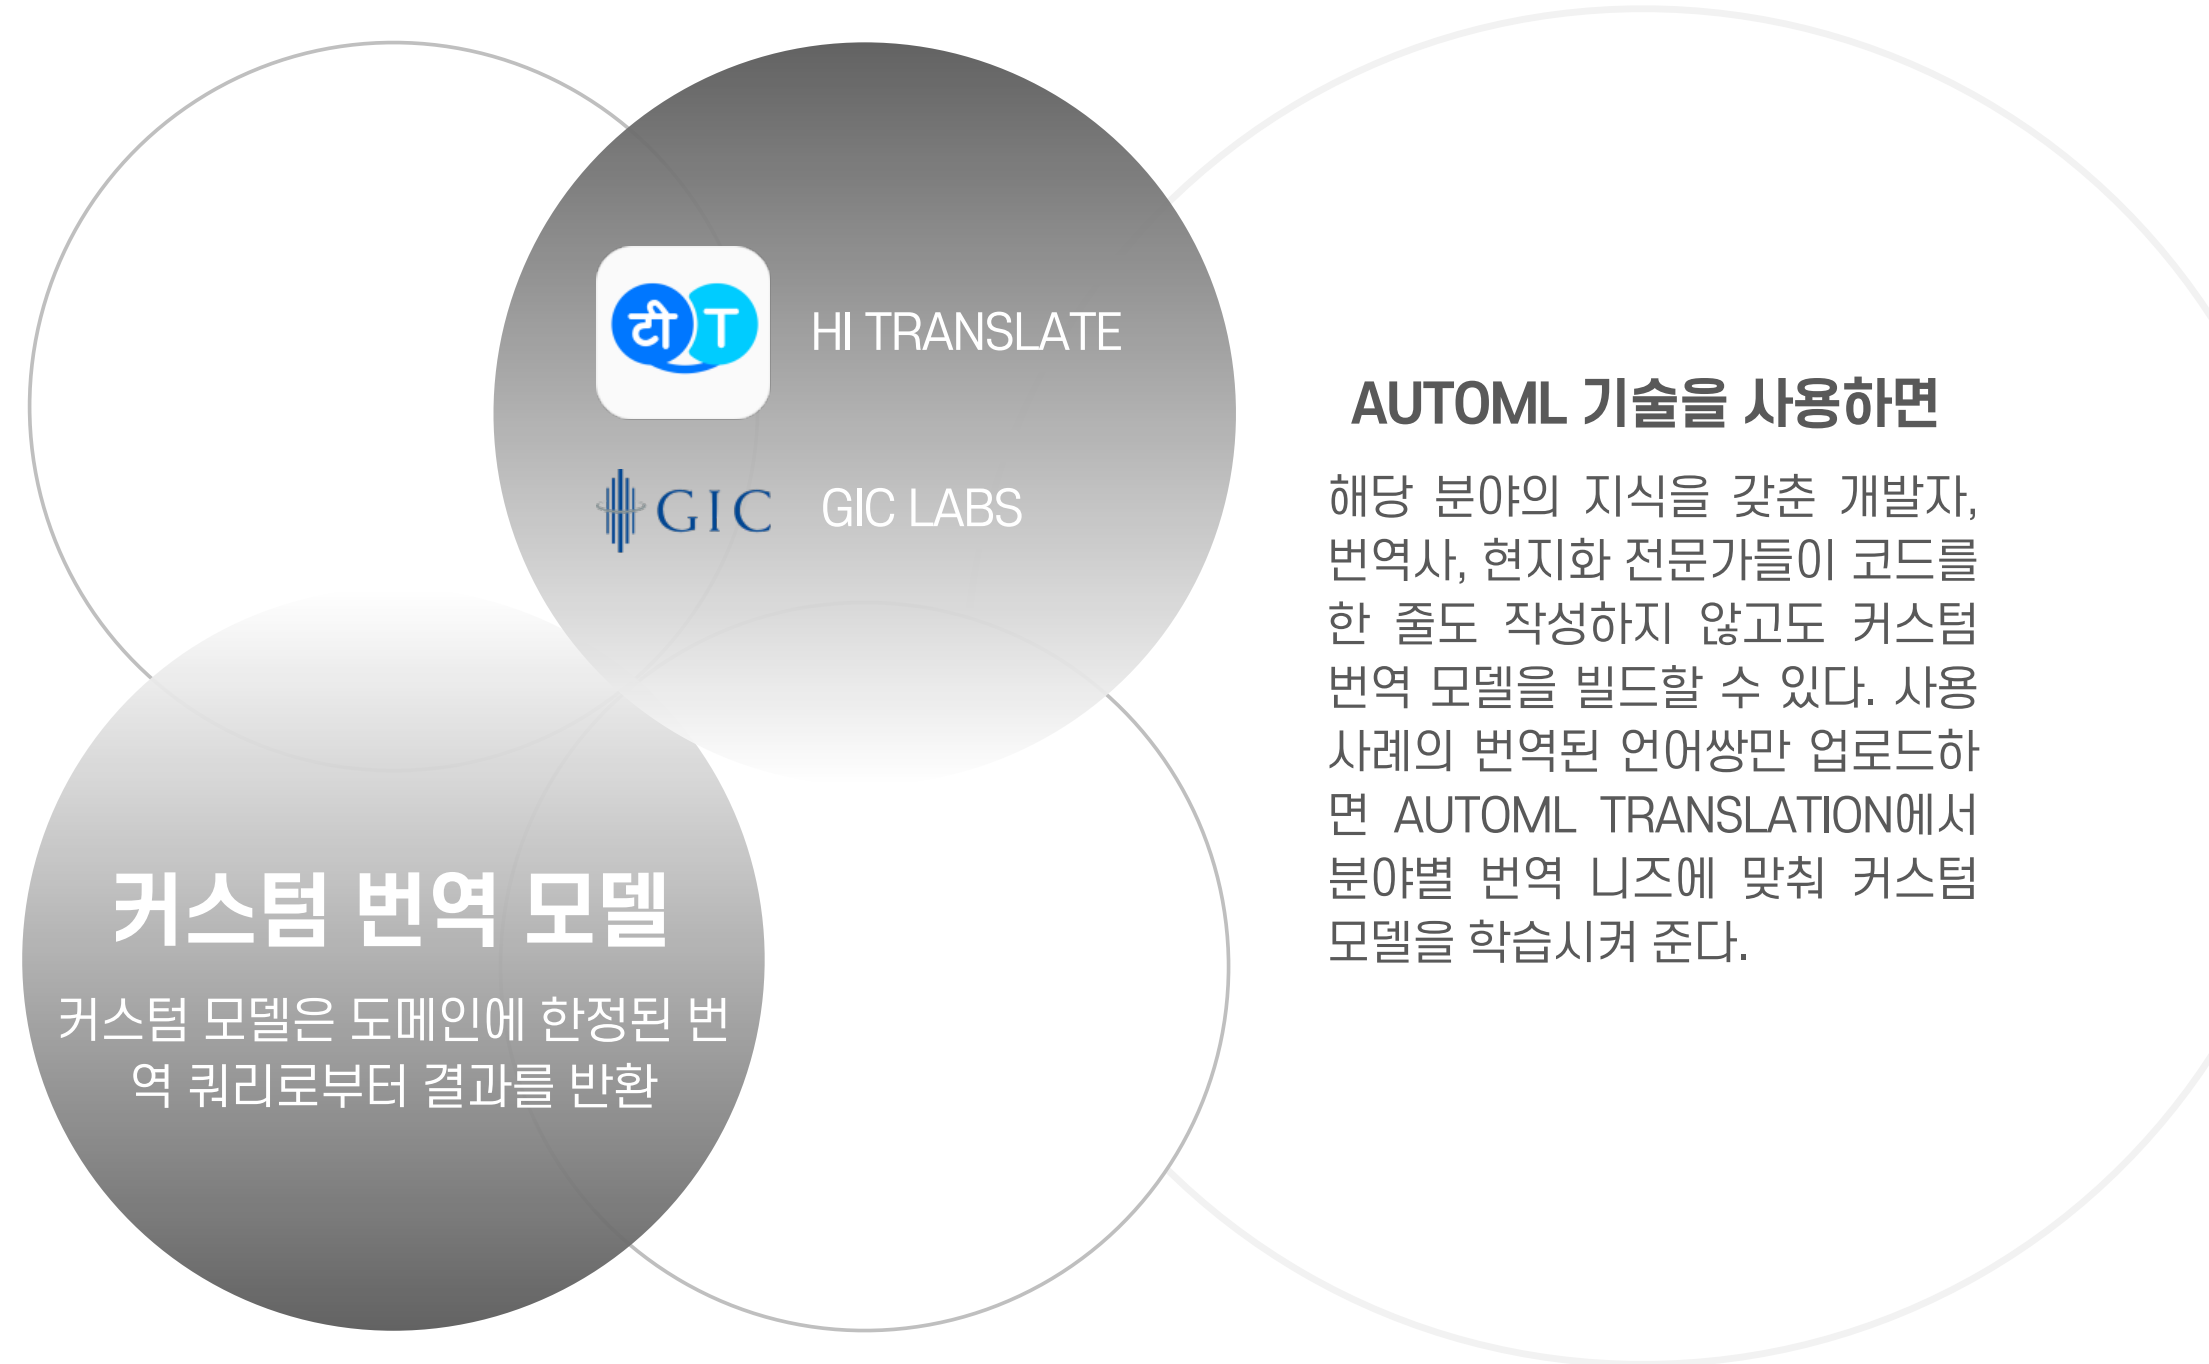 टी T
HI TRANSLATE
GIC
GIC LABS
커스텀 번역 모델
커스텀 모델은 도메인에 한정된 번
역 쿼리로부터 결과를 반환
AUTOML 기술을 사용하면
해당 분야의 지식을 갖춘 개발자,
번역사, 현지화 전문가들이 코드를
한 줄도 작성하지 않고도 커스텀
번역 모델을 빌드할 수 있다. 사용
사례의 번역된 언어쌍만 업로드하
면 AUTOML TRANSLATION에서
분야별 번역 니즈에 맞춰 커스텀
모델을 학습시켜 준다.